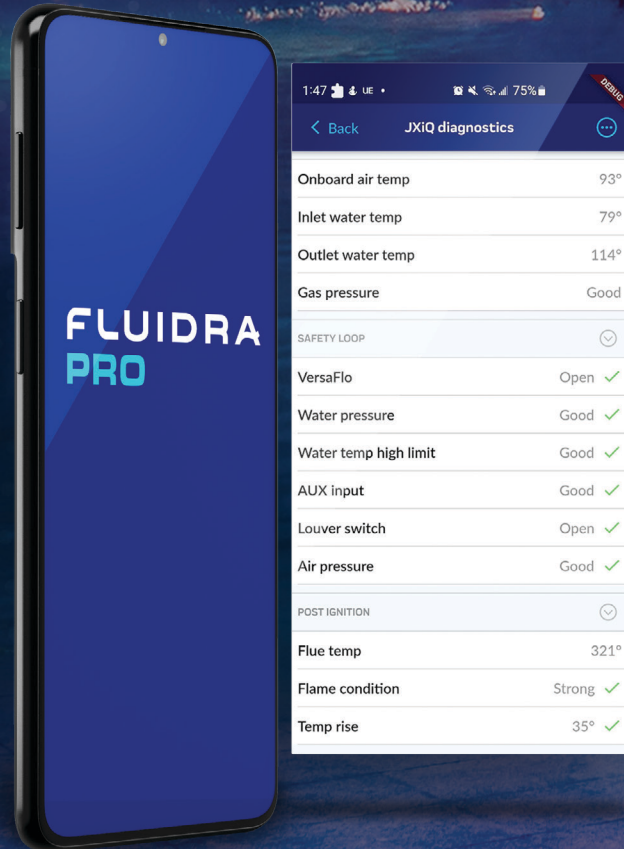 FLUIDRA
PRO
1:47 UE • 75%
DEBUG
Back JXiQ diagnostics
Onboard air temp 93°
Inlet water temp 79°
Outlet water temp 114°
Gas pressure Good
SAFETY LOOP
VersaFlo Open ✓
Water pressure Good ✓
Water temp high limit Good ✓
AUX input Good ✓
Louver switch Open ✓
Air pressure Good ✓
POST IGNITION
Flue temp 321°
Flame condition Strong ✓
Temp rise 35° ✓